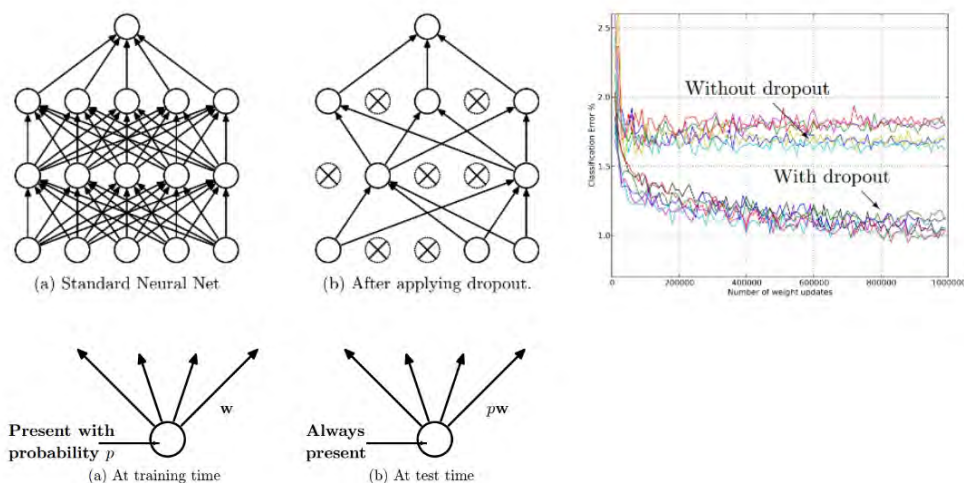 (a) Standard Neural Net
(b) After applying dropout.
2.5
2.0
1.5
1.0
Classification Error %
Without dropout
With dropout
0 200000 400000 600000 800000 1000000
Number of weight updates
w
Present with
probability p
(a) At training time
pw
Always
present
(b) At test time